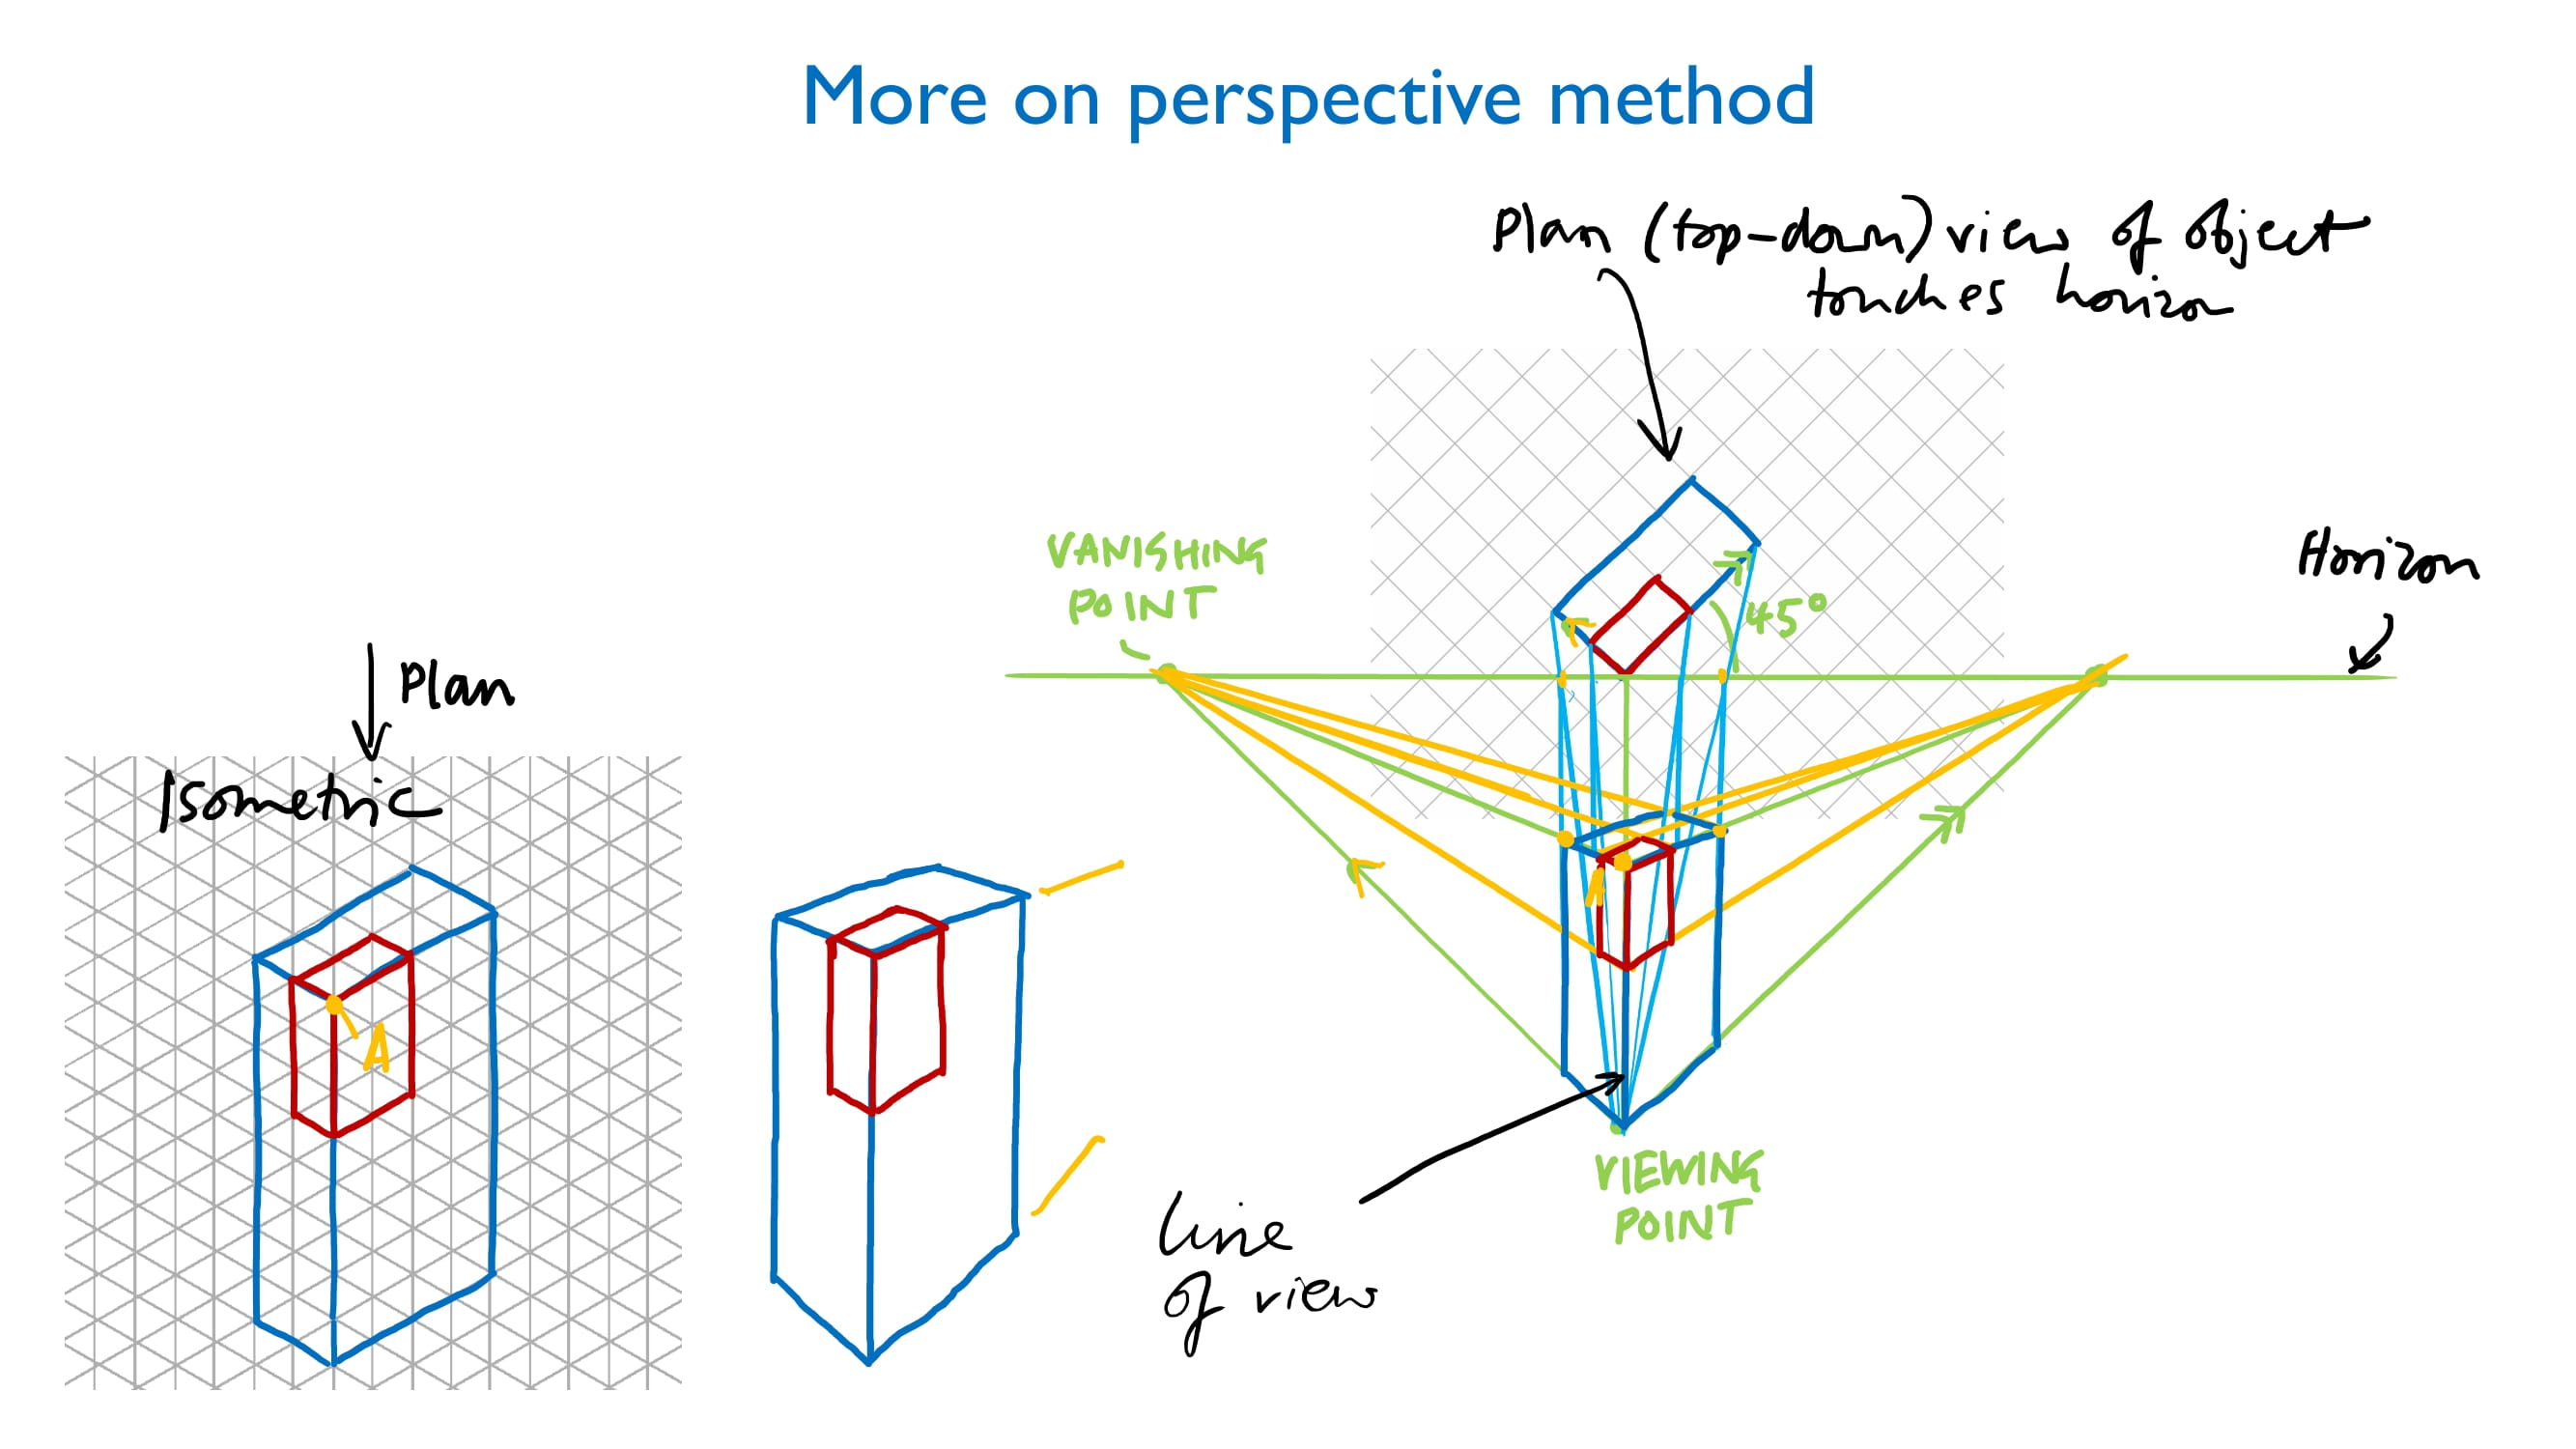 More on perspective method
Plan (top-down) view of object
touches horizon
VANISHING
POINT
Horizon
45°
Plan
Isometric
A
A
VIEWING
POINT
Line
of view